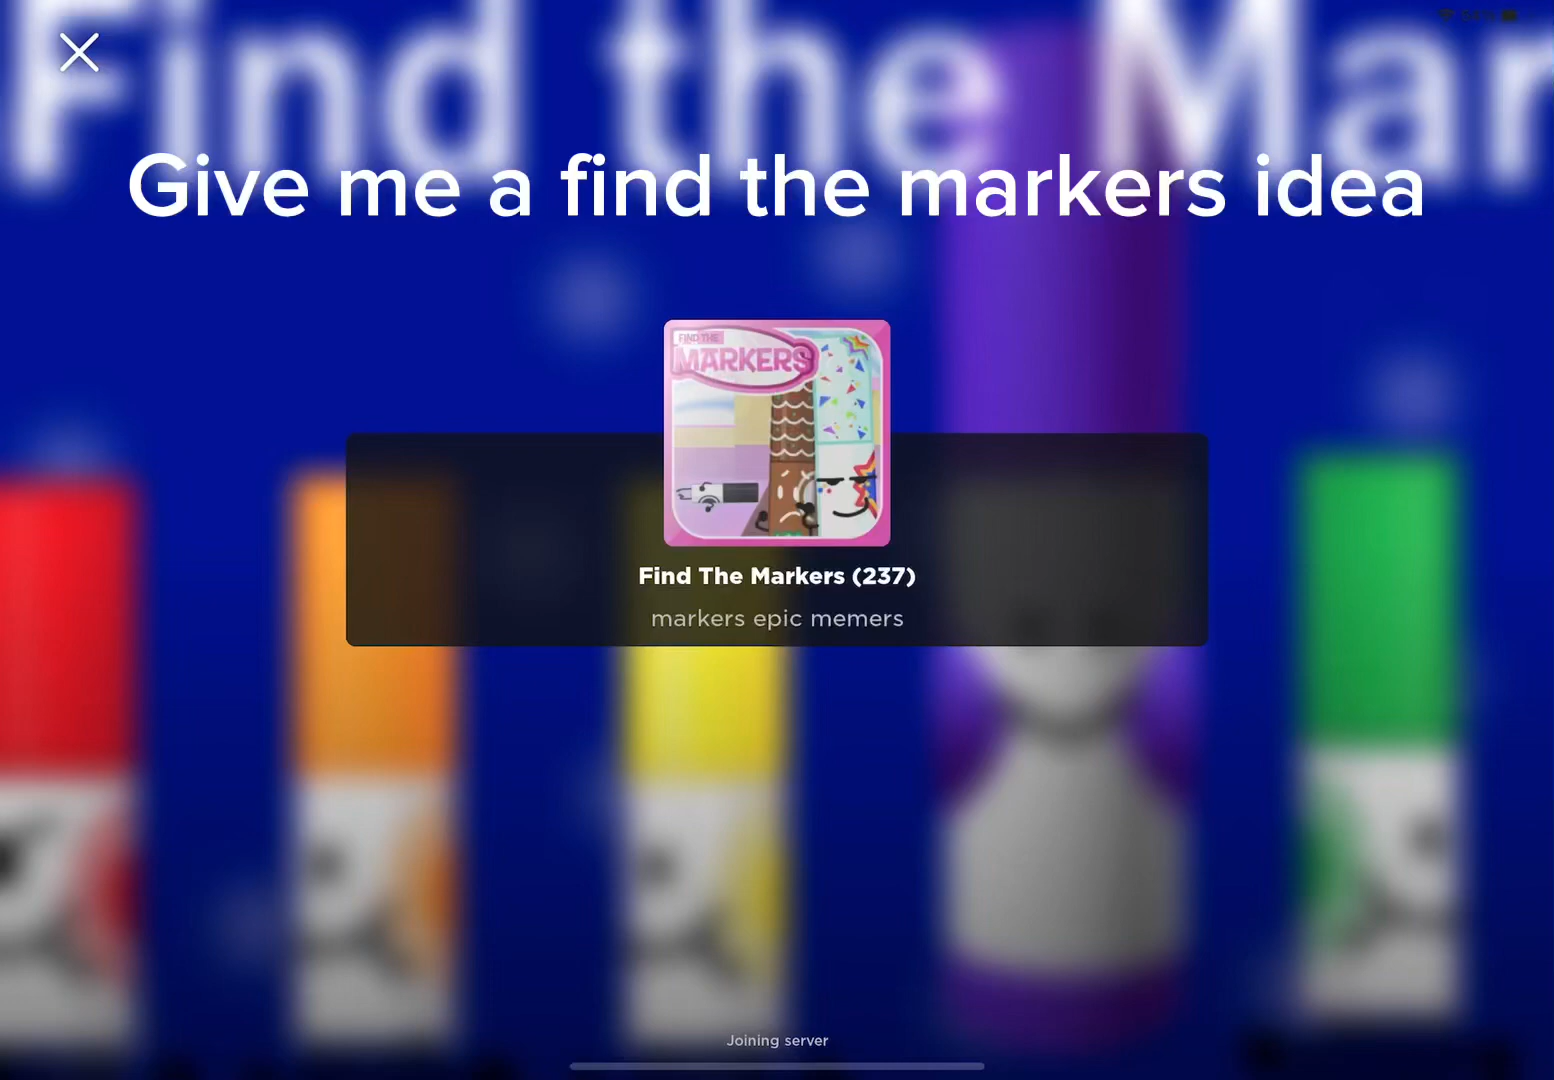 Find the Mar
Give me a find the markers idea
FIND THE
MARKERS
Find The Markers (237)
markers epic memers
Joining server